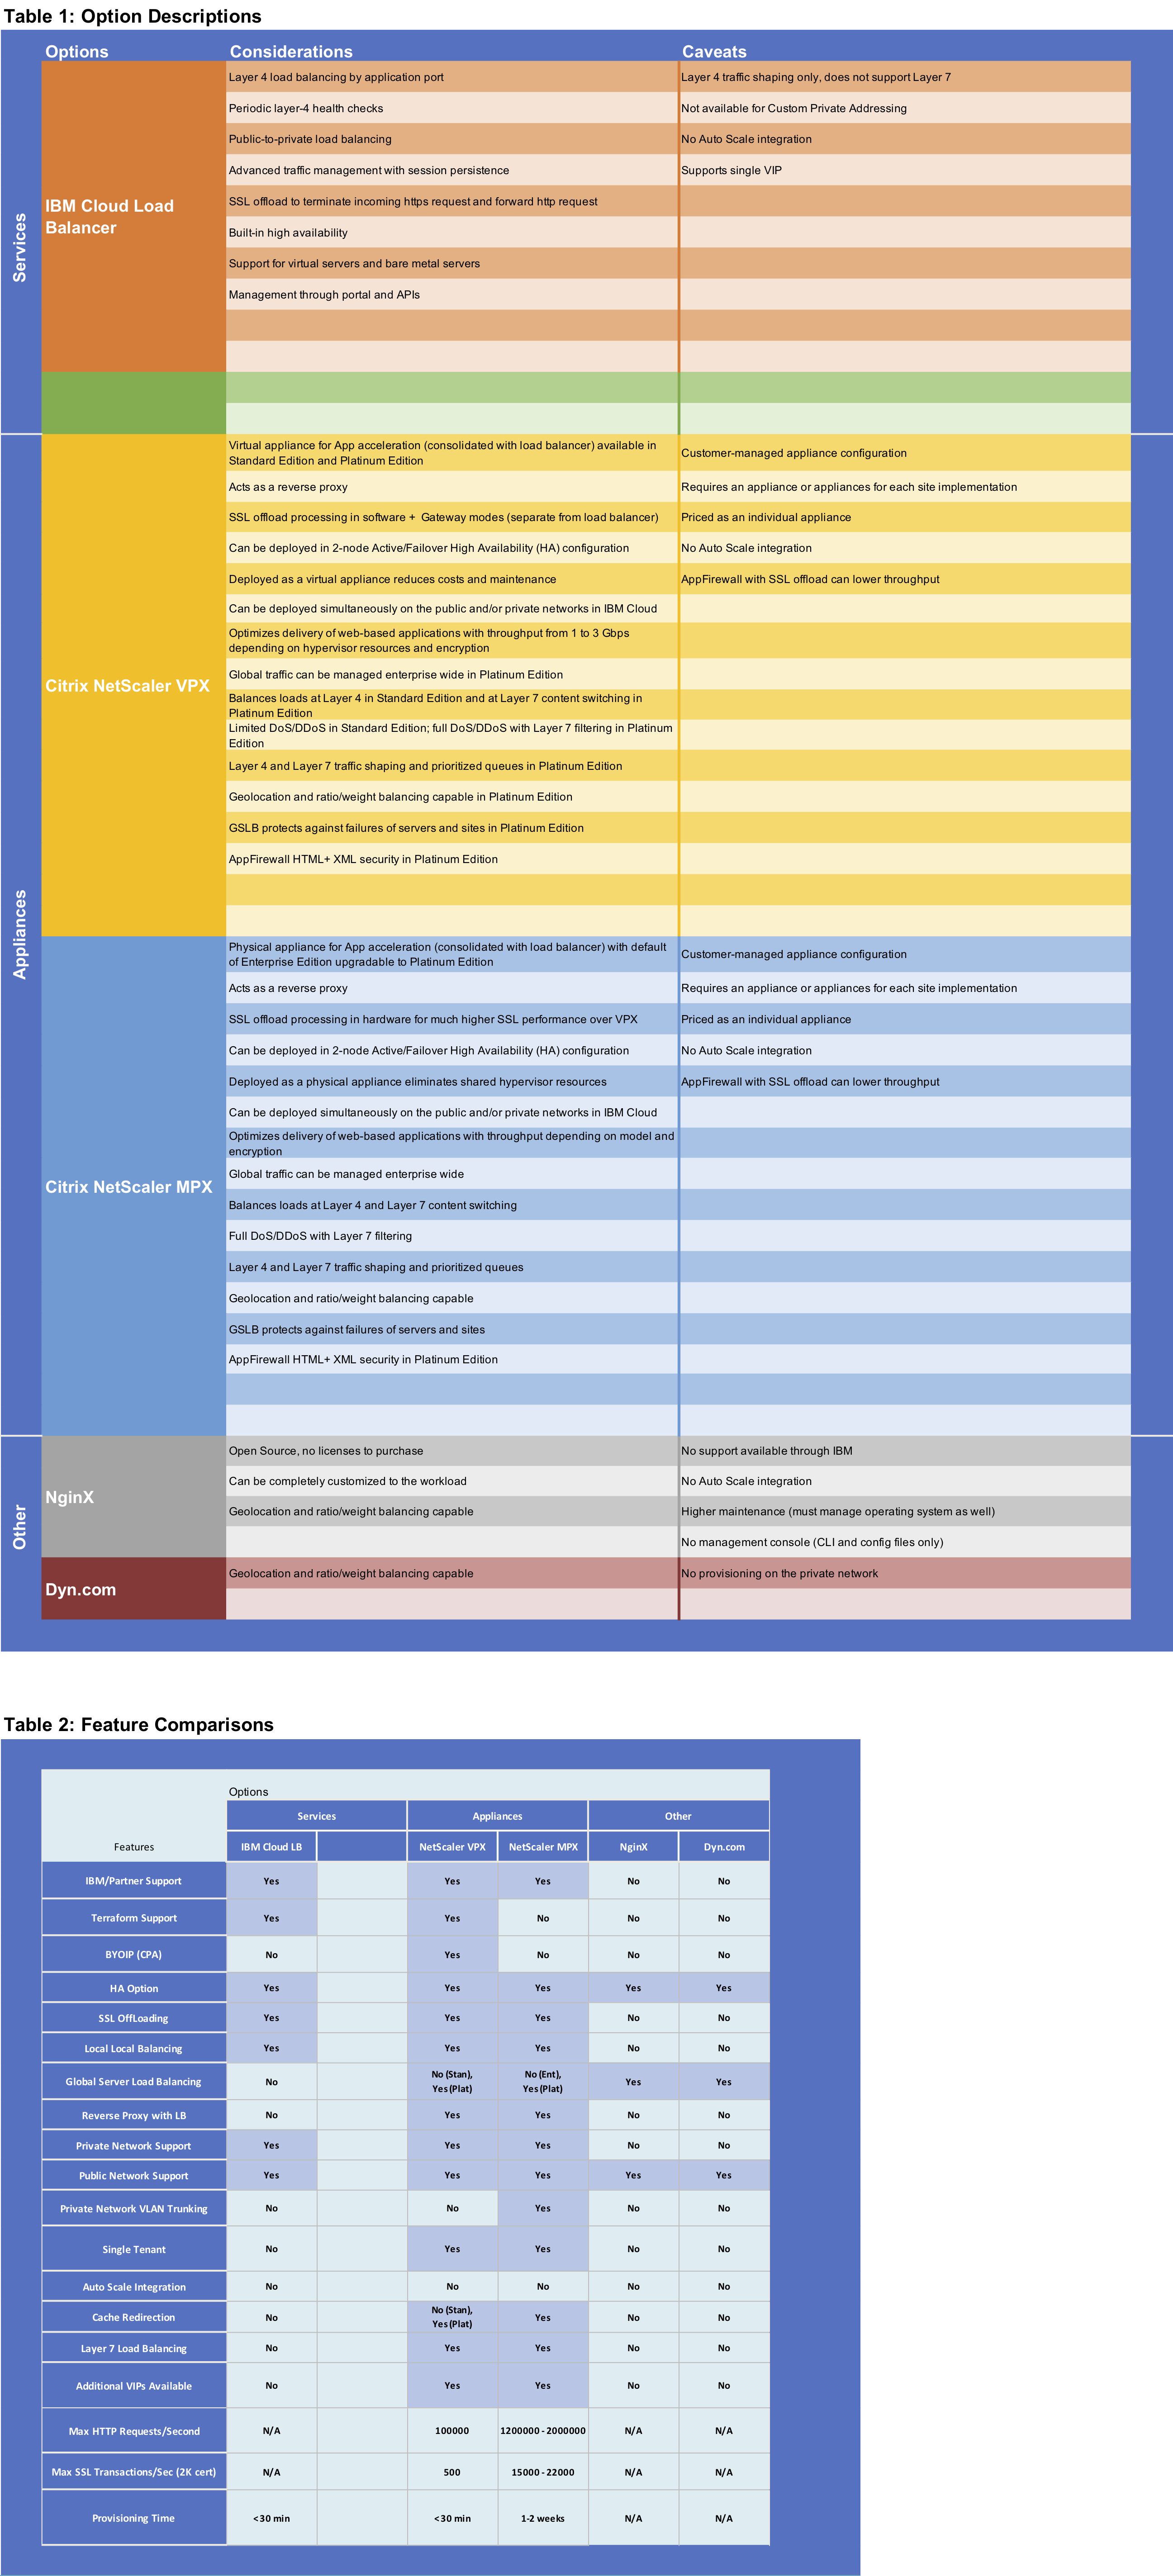 Table 1: Option Descriptions
Options Considerations Caveats
Services
IBM Cloud Load
Balancer
Layer 4 load balancing by application port Layer 4 traffic shaping only, does not support Layer 7
Periodic layer-4 health checks Not available for Custom Private Addressing
Public-to-private load balancing No Auto Scale integration
Advanced traffic management with session persistence Supports single VIP
SSL offload to terminate incoming https request and forward http request
Built-in high availability
Support for virtual servers and bare metal servers
Management through portal and APIs
Appliances
Citrix NetScaler VPX
Virtual appliance for App acceleration (consolidated with load balancer) available in
Standard Edition and Platinum Edition
Customer-managed appliance configuration
Acts as a reverse proxy Requires an appliance or appliances for each site implementation
SSL offload processing in software + Gateway modes (separate from load balancer) Priced as an individual appliance
Can be deployed in 2-node Active/Failover High Availability (HA) configuration No Auto Scale integration
Deployed as a virtual appliance reduces costs and maintenance AppFirewall with SSL offload can lower throughput
Can be deployed simultaneously on the public and/or private networks in IBM Cloud
Optimizes delivery of web-based applications with throughput from 1 to 3 Gbps
depending on hypervisor resources and encryption
Global traffic can be managed enterprise wide in Platinum Edition
Balances loads at Layer 4 in Standard Edition and at Layer 7 content switching in
Platinum Edition
Limited DoS/DDoS in Standard Edition; full DoS/DDoS with Layer 7 filtering in Platinum
Edition
Layer 4 and Layer 7 traffic shaping and prioritized queues in Platinum Edition
Geolocation and ratio/weight balancing capable in Platinum Edition
GSLB protects against failures of servers and sites in Platinum Edition
AppFirewall HTML+ XML security in Platinum Edition
Citrix NetScaler MPX
Physical appliance for App acceleration (consolidated with load balancer) with default
of Enterprise Edition upgradable to Platinum Edition
Customer-managed appliance configuration
Acts as a reverse proxy Requires an appliance or appliances for each site implementation
SSL offload processing in hardware for much higher SSL performance over VPX Priced as an individual appliance
Can be deployed in 2-node Active/Failover High Availability (HA) configuration No Auto Scale integration
Deployed as a physical appliance eliminates shared hypervisor resources AppFirewall with SSL offload can lower throughput
Can be deployed simultaneously on the public and/or private networks in IBM Cloud
Optimizes delivery of web-based applications with throughput depending on model and
encryption
Global traffic can be managed enterprise wide
Balances loads at Layer 4 and Layer 7 content switching
Full DoS/DDoS with Layer 7 filtering
Layer 4 and Layer 7 traffic shaping and prioritized queues
Geolocation and ratio/weight balancing capable
GSLB protects against failures of servers and sites
AppFirewall HTML+ XML security in Platinum Edition
Other
NginX
Open Source, no licenses to purchase No support available through IBM
Can be completely customized to the workload No Auto Scale integration
Geolocation and ratio/weight balancing capable Higher maintenance (must manage operating system as well)
No management console (CLI and config files only)
Dyn.com
Geolocation and ratio/weight balancing capable No provisioning on the private network
Table 2: Feature Comparisons
Options
Services Appliances Other
Features IBM Cloud LB NetScaler VPX NetScaler MPX NginX Dyn.com
IBM/Partner Support Yes Yes Yes No No
Terraform Support Yes Yes No No No
BYOIP (CPA) No Yes No No No
HA Option Yes Yes Yes Yes Yes
SSL OffLoading Yes Yes Yes No No
Local Local Balancing Yes Yes Yes No No
Global Server Load Balancing No No (Stan), Yes (Plat) No (Ent), Yes (Plat) Yes Yes
Reverse Proxy with LB No Yes Yes No No
Private Network Support Yes Yes Yes No No
Public Network Support Yes Yes Yes Yes Yes
Private Network VLAN Trunking No No Yes No No
Single Tenant No Yes Yes No No
Auto Scale Integration No No No No No
Cache Redirection No No (Stan), Yes (Plat) Yes No No
Layer 7 Load Balancing No Yes Yes No No
Additional VIPs Available No Yes Yes No No
Max HTTP Requests/Second N/A 100000 1200000 - 2000000 N/A N/A
Max SSL Transactions/Sec (2K cert) N/A 500 15000 - 22000 N/A N/A
Provisioning Time < 30 min < 30 min 1-2 weeks N/A N/A